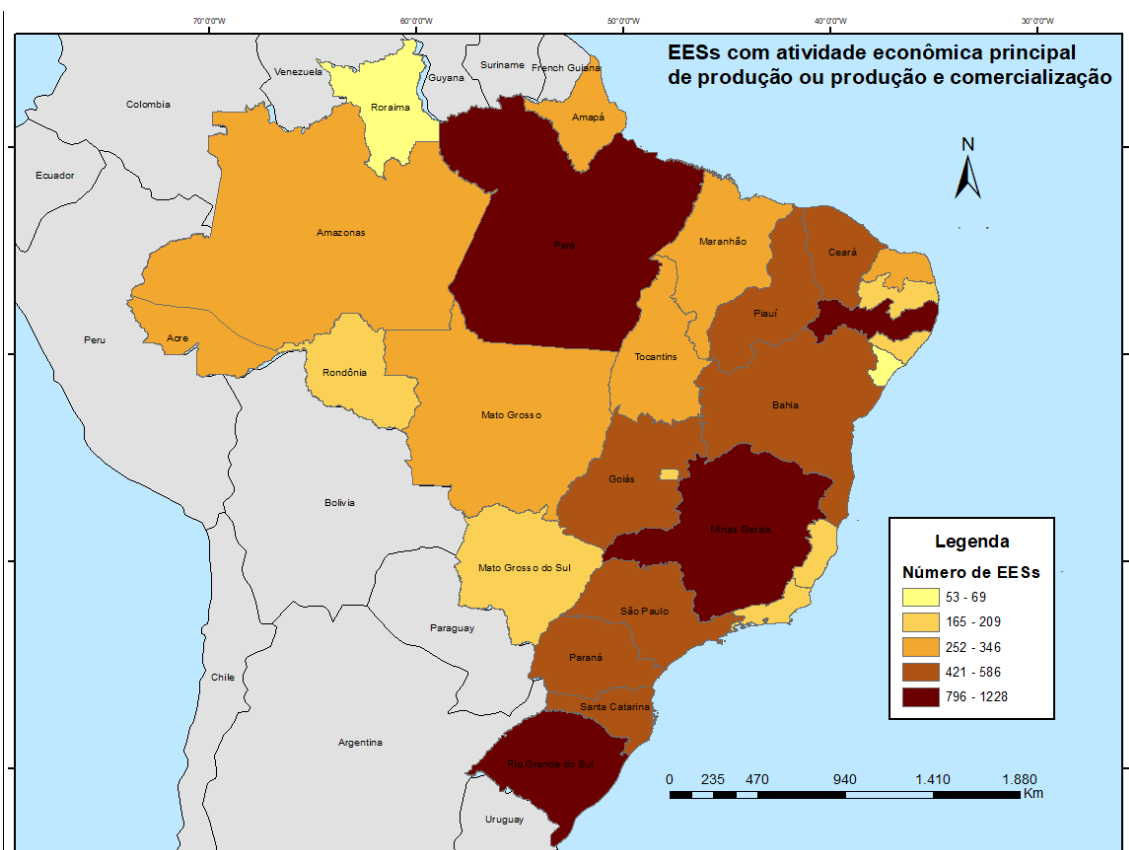 70°0'0"W 60°0'0"W 50°0'0"W 40°0'0"W 30°0'0"W
EESs com atividade econômica principal
de produção ou produção e comercialização
Venezuela
Guyana
Suriname
French Guiana
Colombia
Roraima
Amapá
N
Ecuador
Amazonas
Pará
Maranhão
Ceará
Piauí
Peru
Acre
Rondônia
Tocantins
Mato Grosso
Bahia
Goiás
Bolivia
Minas Gerais
Mato Grosso do Sul
São Paulo
Paraguay
Paraná
Chile
Santa Catarina
Argentina
Rio Grande do Sul
Uruguay
Legenda
Número de EESs
53 - 69
165 - 209
252 - 346
421 - 586
796 - 1228
0 235 470 940 1.410 1.880
Km